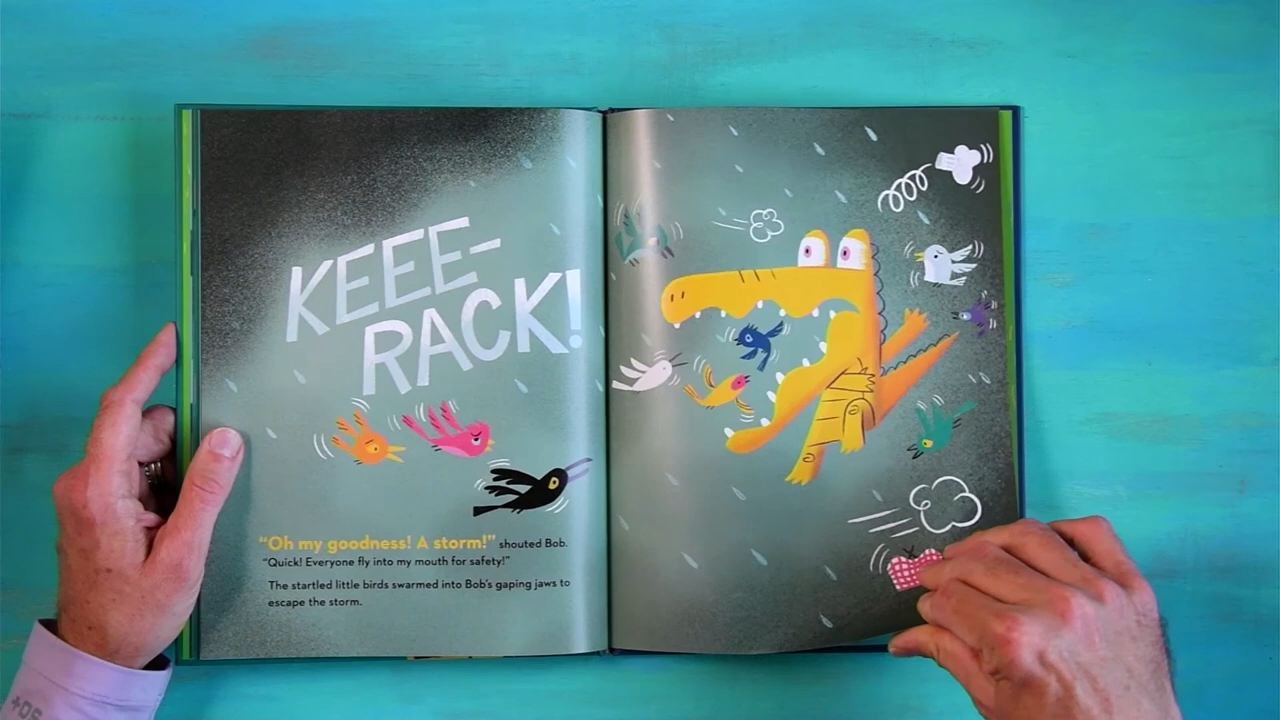 KEEE-
RACK!
“Oh my goodness! A storm!” shouted Bob.
“Quick! Everyone fly into my mouth for safety!”
The startled little birds swarmed into Bob’s gaping jaws to
escape the storm.